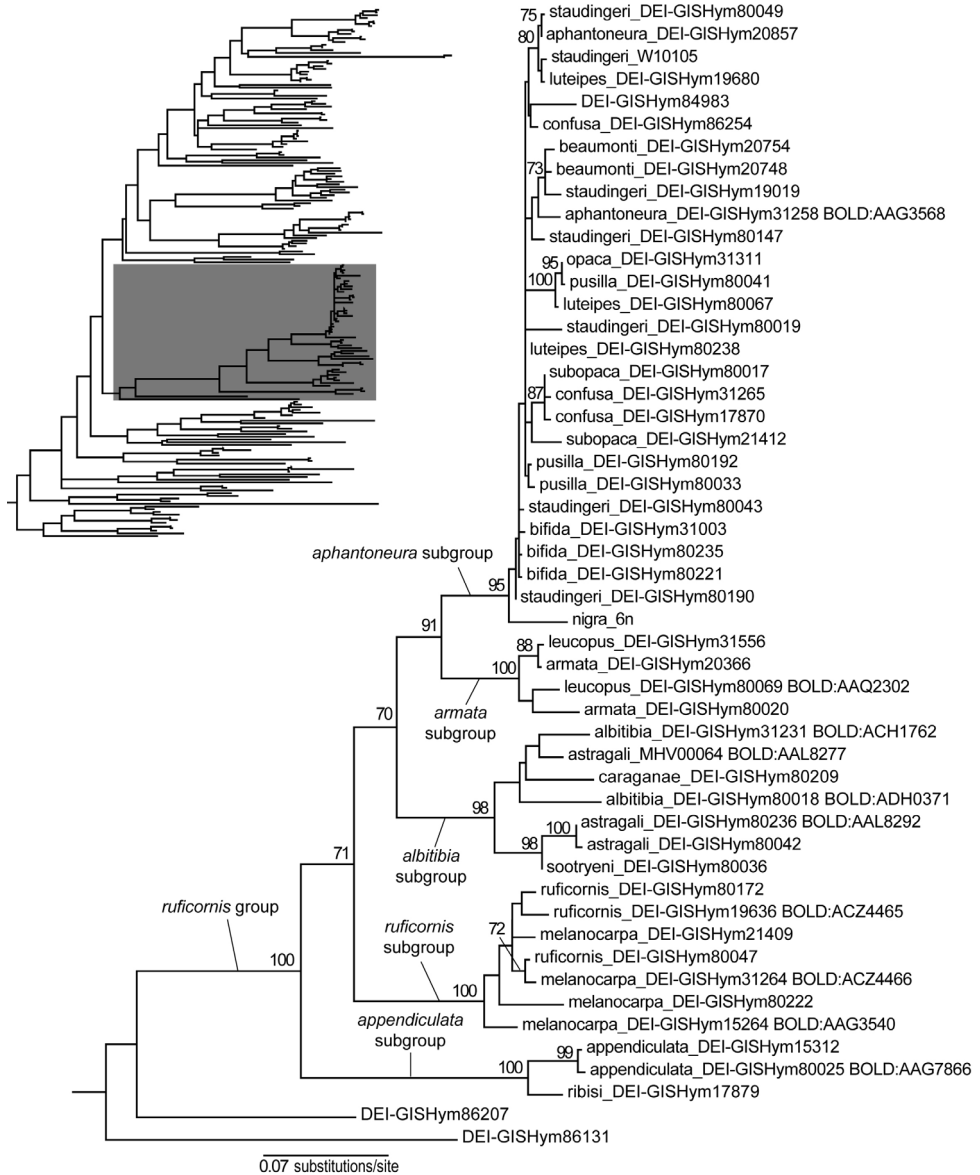 75
staudingeri_DEI-GISHym80049
80
aphantoneura_DEI-GISHym20857
staudingeri_W10105
luteipes_DEI-GISHym19680
DEI-GISHym84983
confusa_DEI-GISHym86254
beaumonti_DEI-GISHym20754
73
beaumonti_DEI-GISHym20748
staudingeri_DEI-GISHym19019
aphantoneura_DEI-GISHym31258 BOLD:AAG3568
staudingeri_DEI-GISHym80147
95
opaca_DEI-GISHym31311
100
pusilla_DEI-GISHym80041
luteipes_DEI-GISHym80067
staudingeri_DEI-GISHym80019
luteipes_DEI-GISHym80238
subopaca_DEI-GISHym80017
87
confusa_DEI-GISHym31265
confusa_DEI-GISHym17870
subopaca_DEI-GISHym21412
pusilla_DEI-GISHym80192
pusilla_DEI-GISHym80033
staudingeri_DEI-GISHym80043
bifida_DEI-GISHym31003
aphantoneura subgroup
bifida_DEI-GISHym80235
bifida_DEI-GISHym80221
95
staudingeri_DEI-GISHym80190
nigra_6n
91
88
leucopus_DEI-GISHym31556
100
armata_DEI-GISHym20366
leucopus_DEI-GISHym80069 BOLD:AAQ2302
armata_DEI-GISHym80020
armata
subgroup
70
albitibia_DEI-GISHym31231 BOLD:ACH1762
astragali_MHV00064 BOLD:AAL8277
caraganae_DEI-GISHym80209
98
albitibia_DEI-GISHym80018 BOLD:ADH0371
100
astragali_DEI-GISHym80236 BOLD:AAL8292
98
astragali_DEI-GISHym80042
sootryeni_DEI-GISHym80036
albitibia
subgroup
71
ruficornis_DEI-GISHym80172
ruficornis group
ruficornis_DEI-GISHym19636 BOLD:ACZ4465
ruficornis
subgroup
72
melanocarpa_DEI-GISHym21409
100
ruficornis_DEI-GISHym80047
melanocarpa_DEI-GISHym31264 BOLD:ACZ4466
100
melanocarpa_DEI-GISHym80222
appendiculata
subgroup
melanocarpa_DEI-GISHym15264 BOLD:AAG3540
99
appendiculata_DEI-GISHym15312
100
appendiculata_DEI-GISHym80025 BOLD:AAG7866
ribisi_DEI-GISHym17879
DEI-GISHym86207
DEI-GISHym86131
0.07 substitutions/site